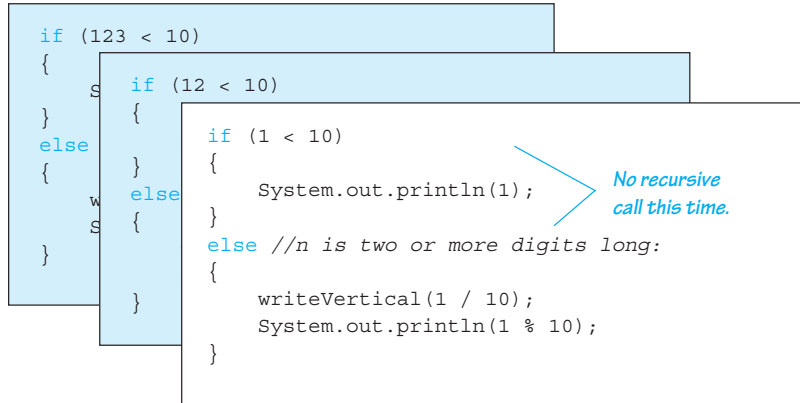 if (123 < 10)
{
S
}
else
{
w
S
}
if (12 < 10)
{
}
else
{
}
if (1 < 10)
{
System.out.println(1);
}
else //n is two or more digits long:
{
writeVertical(1 / 10);
System.out.println(1 % 10);
}
No recursive
call this time.